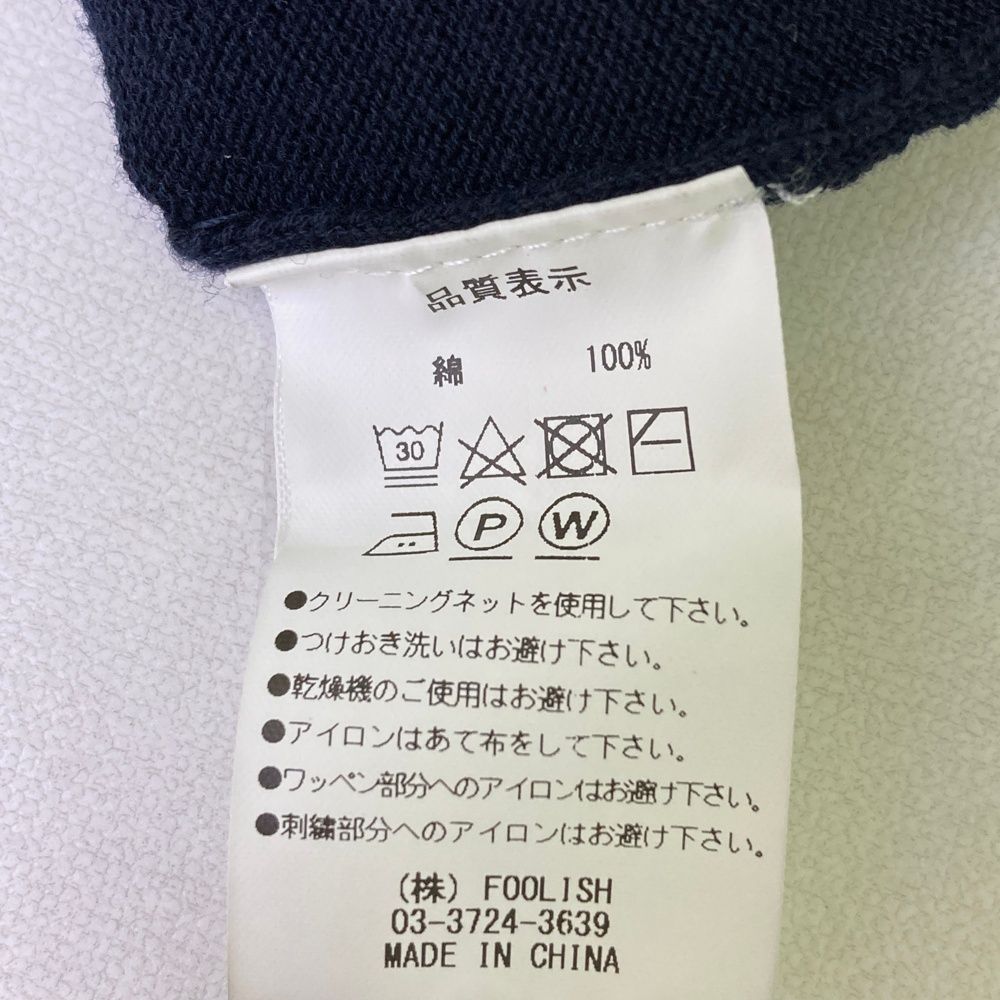 品質表示
綿 100%
30
P W
●クリーニングネットを使用して下さい。
●つけおき洗いはお避け下さい。
●乾燥機のご使用はお避け下さい。
●アイロンはあて布をして下さい。
●ワッペン部分へのアイロンはお避け下さい。
●刺繍部分へのアイロンはお避け下さい。
(株) FOOLISH
03-3724-3639
MADE IN CHINA